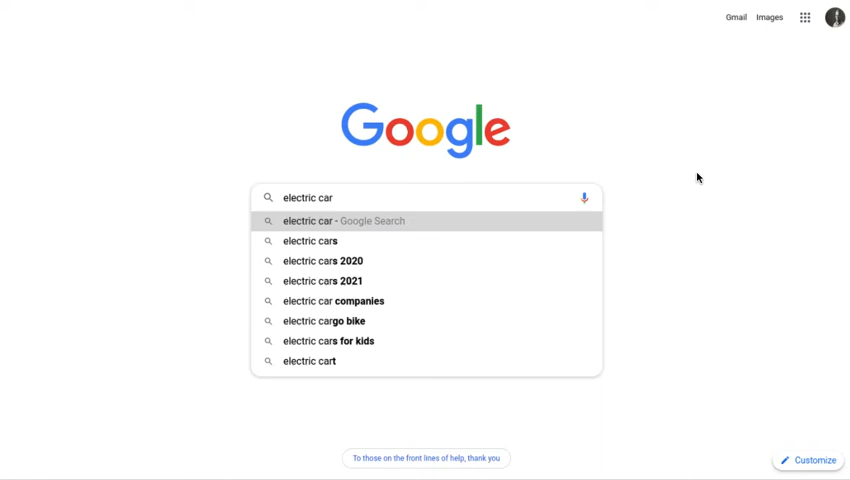 Gmail Images
Google
electric car
electric car - Google Search
electric cars
electric cars 2020
electric cars 2021
electric car companies
electric cargo bike
electric cars for kids
electric cart
To those on the front lines of help, thank you
Customize